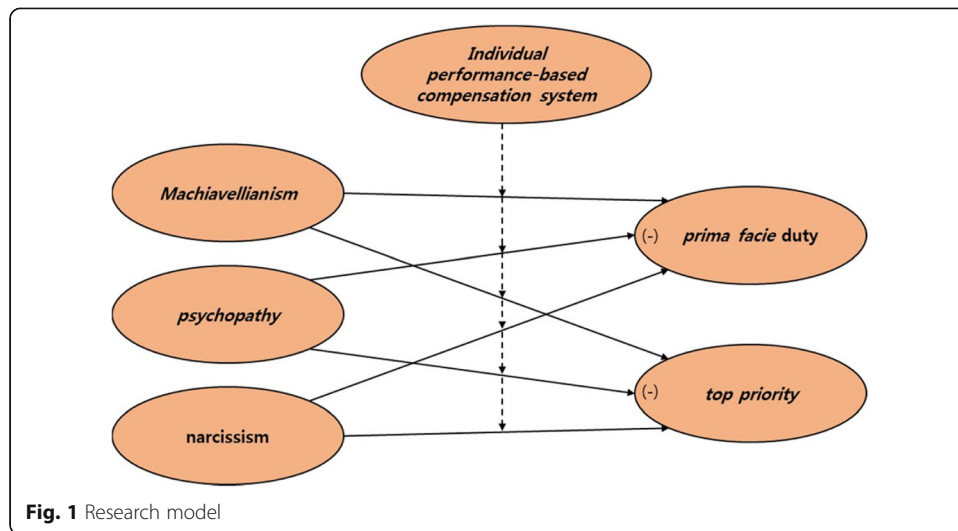 Individual
performance-based
compensation system
Machiavellianism
(-) prima facie duty
psychopathy
(-) top priority
narcissism
Fig. 1 Research model